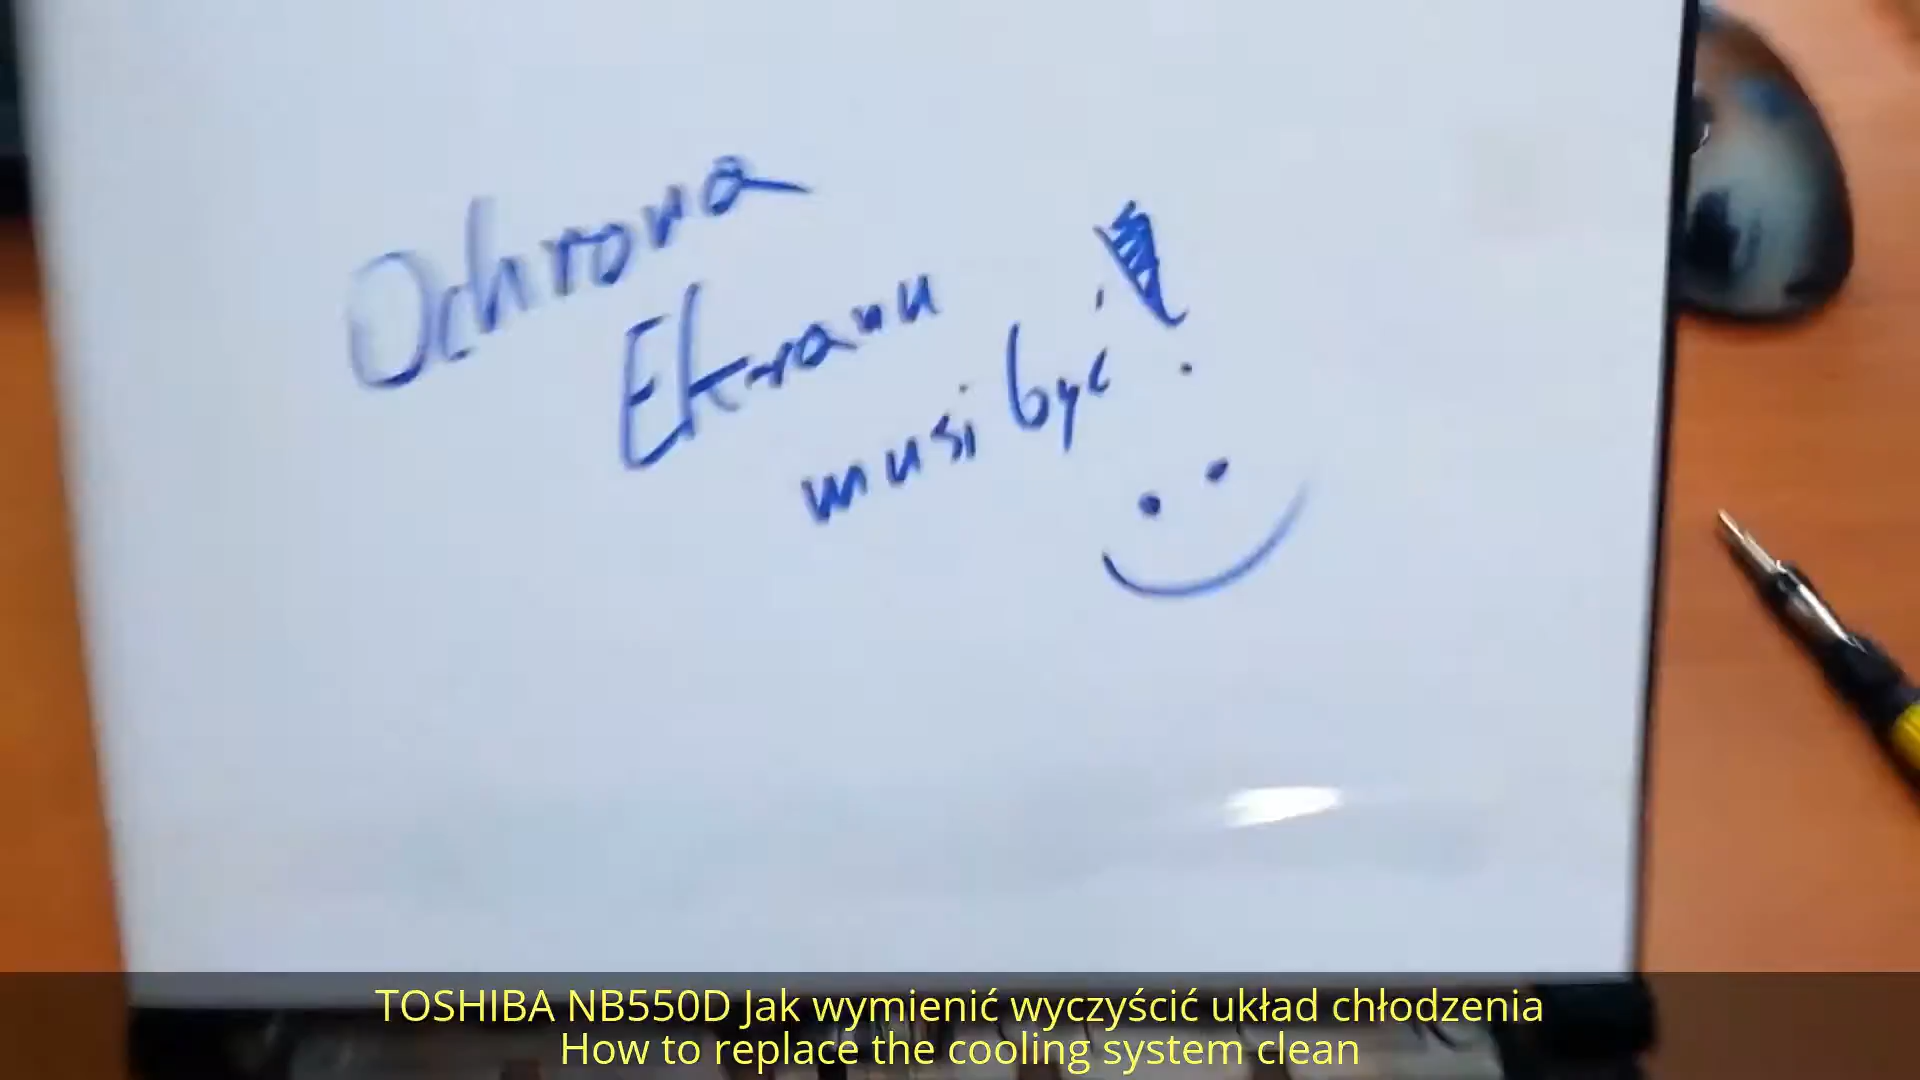 Ochrona
Ekranu
musi być!
TOSHIBA NB550D Jak wymienić wyczyścić układ chłodzenia
How to replace the cooling system clean